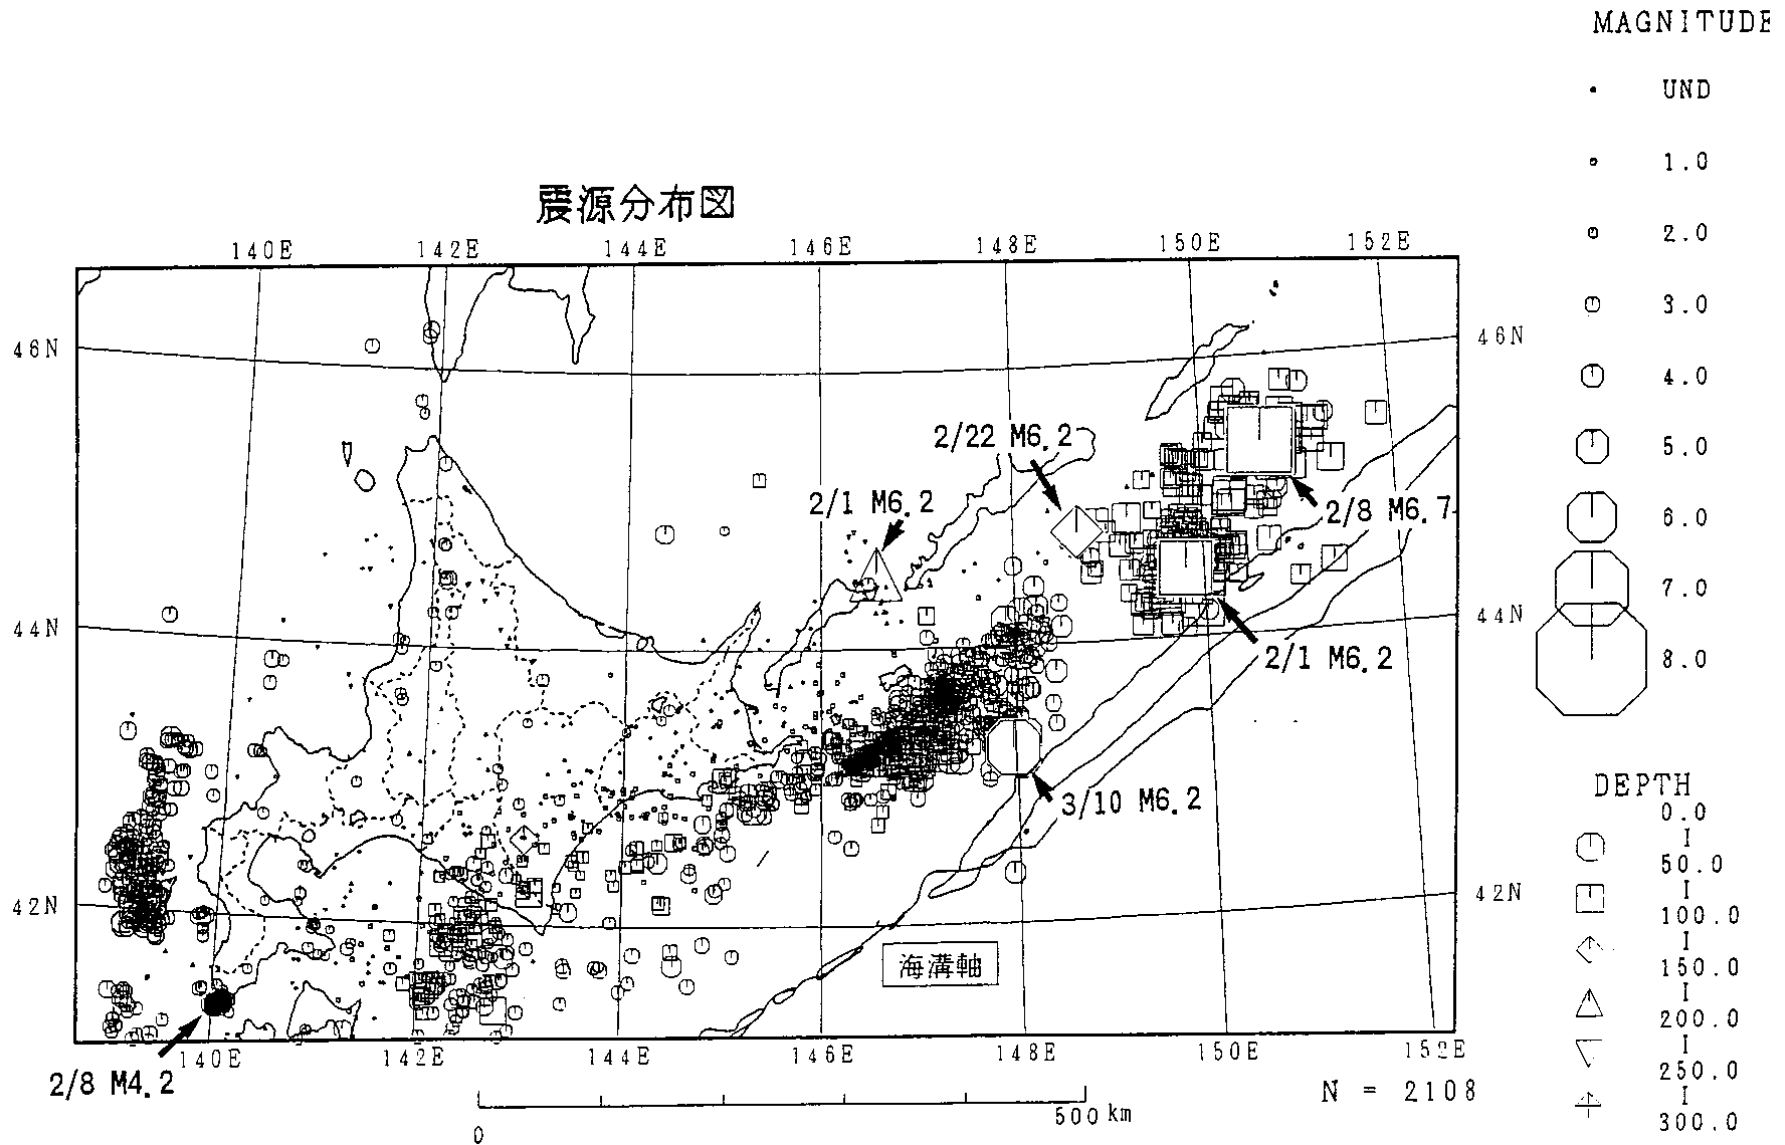 MAGNITUDE
UND
1.0
2.0
3.0
4.0
5.0
6.0
7.0
8.0
震源分布図
140E 142E 144E 146E 148E 150E 152E
46N 46N
2/22 M6.2
2/1 M6.2
2/8 M6.7
44N 44N
2/1 M6.2
3/10 M6.2
42N 42N
海溝軸
140E 142E 144E 146E 148E 150E 152E
2/8 M4.2
0 500 km
N = 2108
DEPTH
0.0
I
50.0
I
100.0
I
150.0
I
200.0
I
250.0
I
300.0